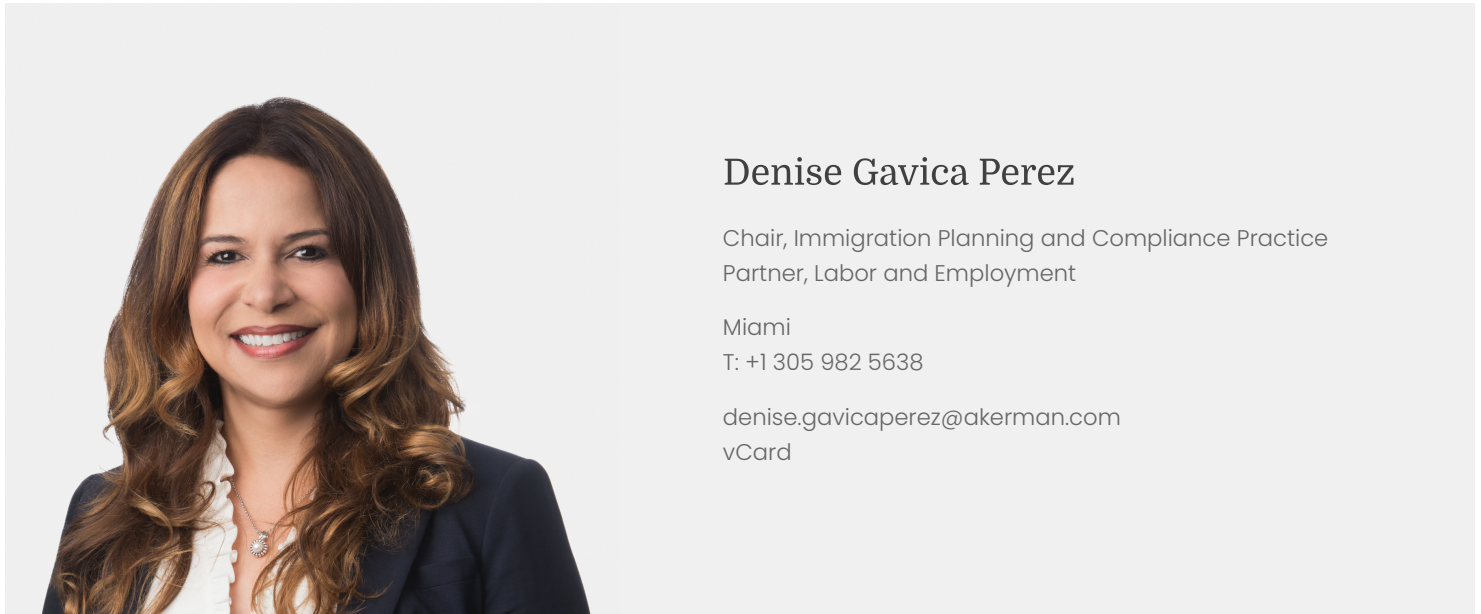 Denise Gavica Perez
Chair, Immigration Planning and Compliance Practice
Partner, Labor and Employment
Miami
T: +1 305 982 5638
denise.gavicaperez@akerman.com
vCard